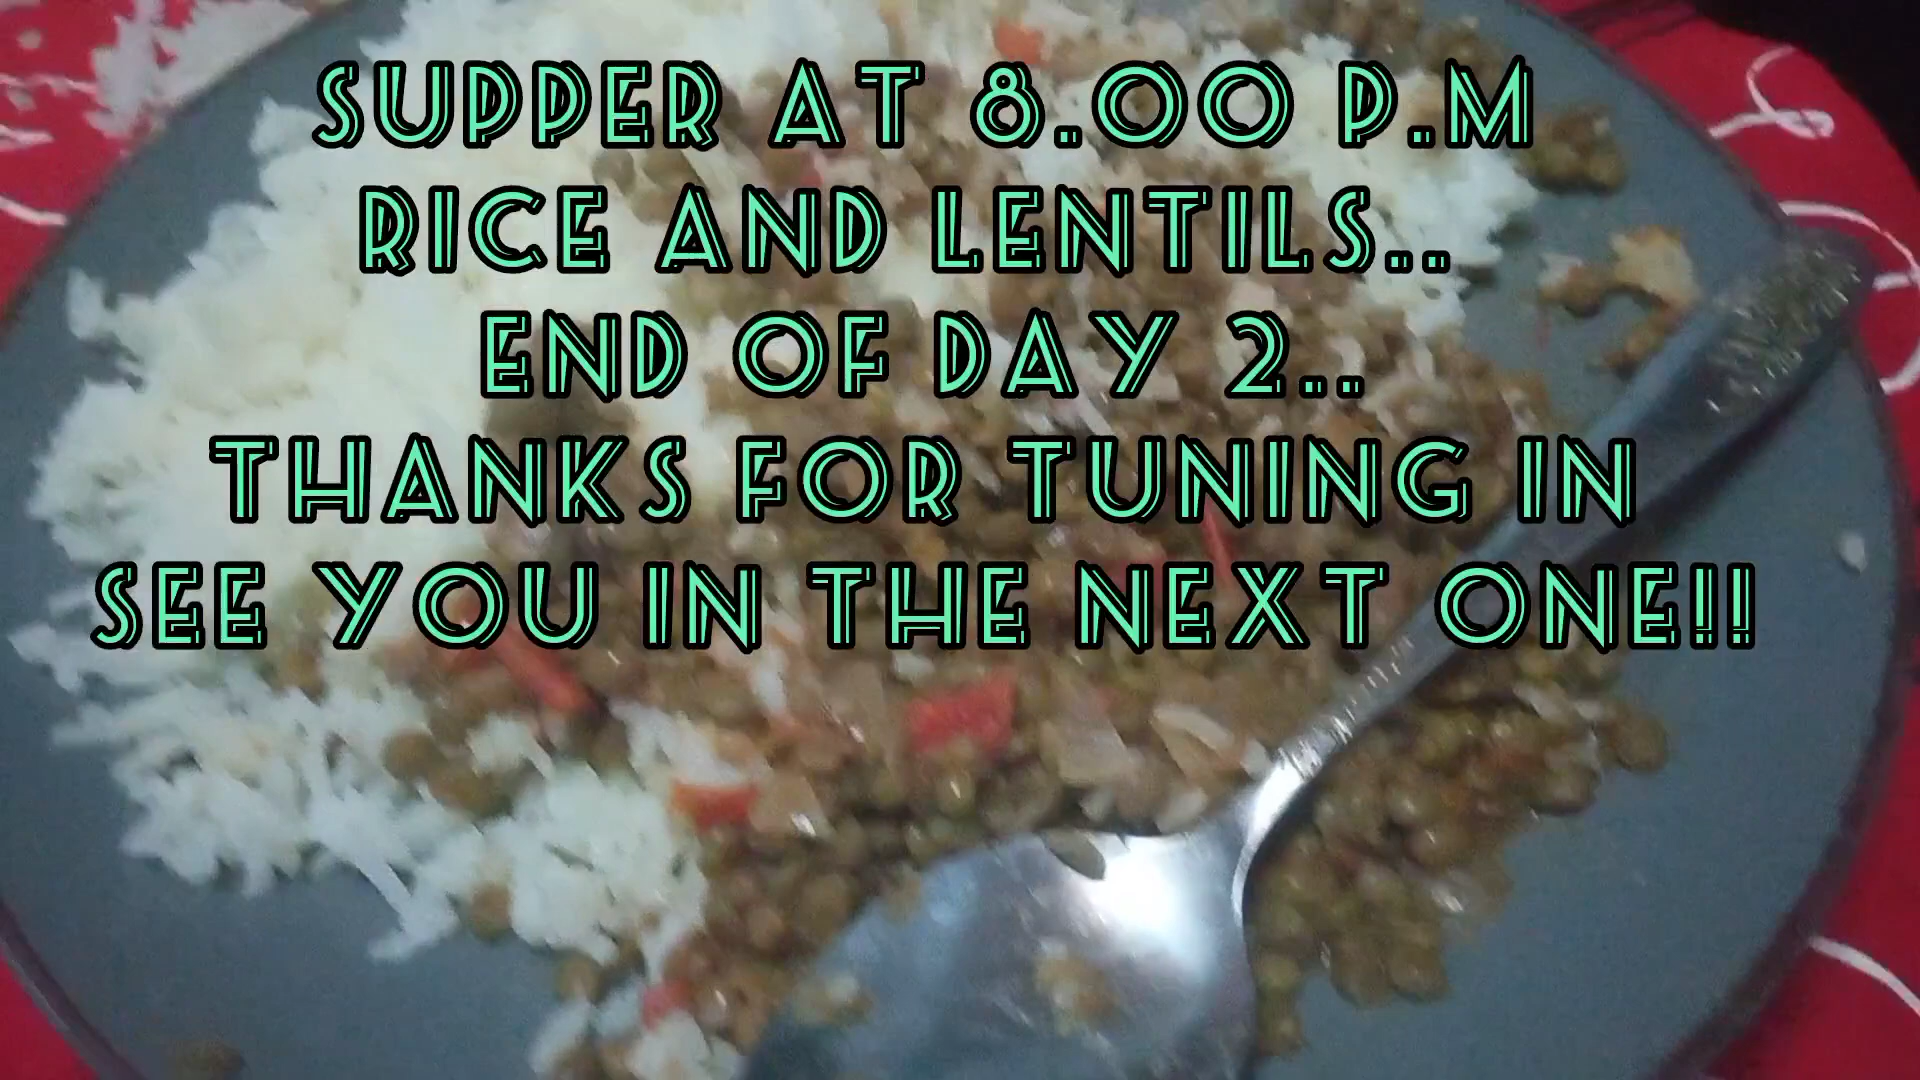 SUPPER AT 8.00 P.M
RICE AND LENTILS..
END OF DAY 2..
THANKS FOR TUNING IN
SEE YOU IN THE NEXT ONE!!